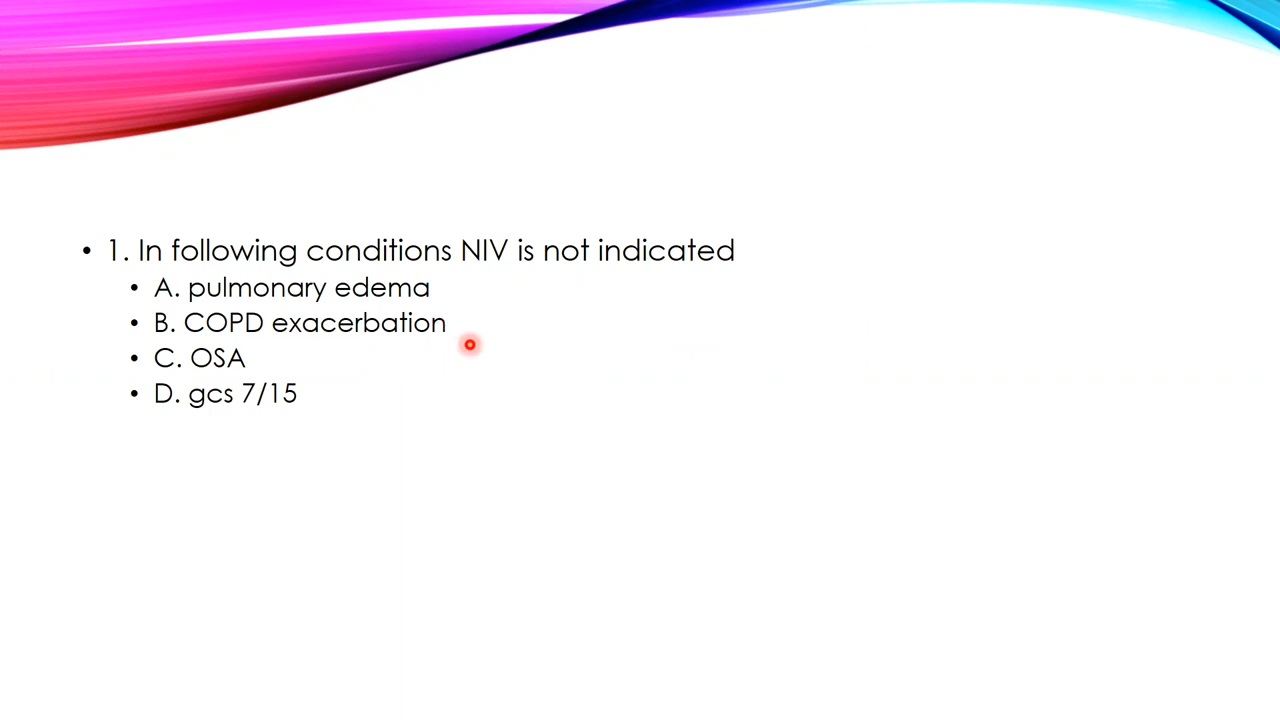 • 1. In following conditions NIV is not indicated
• A. pulmonary edema
• B. COPD exacerbation
• C. OSA
• D. gcs 7/15